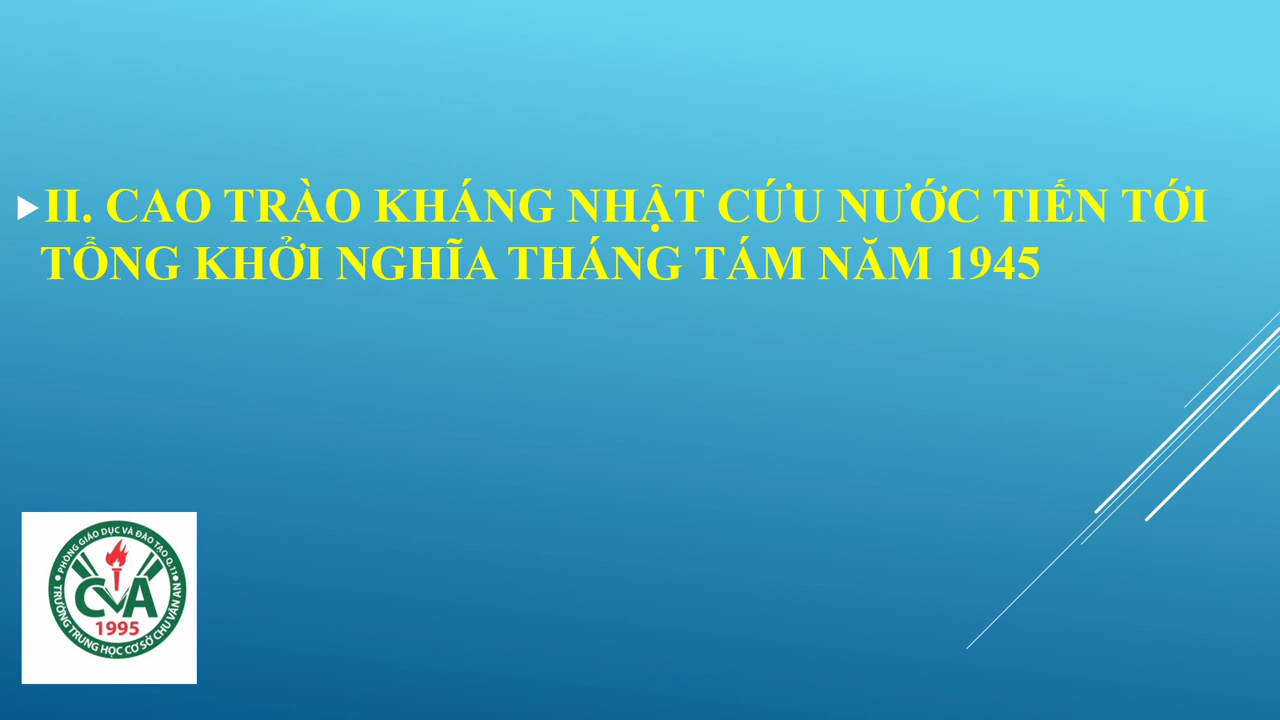 II. CAO TRÀO KHÁNG NHẬT CỨU NƯỚC TIẾN TỚI
TỔNG KHỞI NGHĨA THÁNG TÁM NĂM 1945
PHÒNG GIÁO DỤC VÀ ĐÀO TẠO Q.11
CVA
1995
TRƯỜNG TRUNG HỌC CƠ SỞ CHU VĂN AN